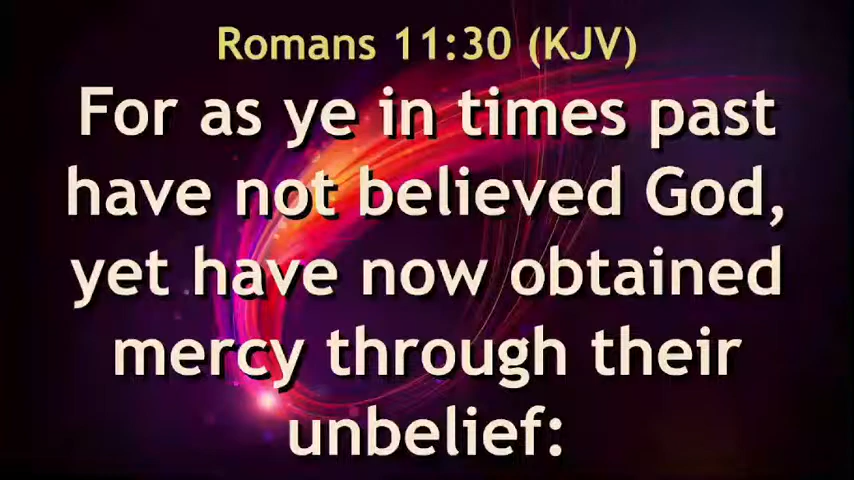 Romans 11:30 (KJV)
For as ye in times past
have not believed God,
yet have now obtained
mercy through their
unbelief: